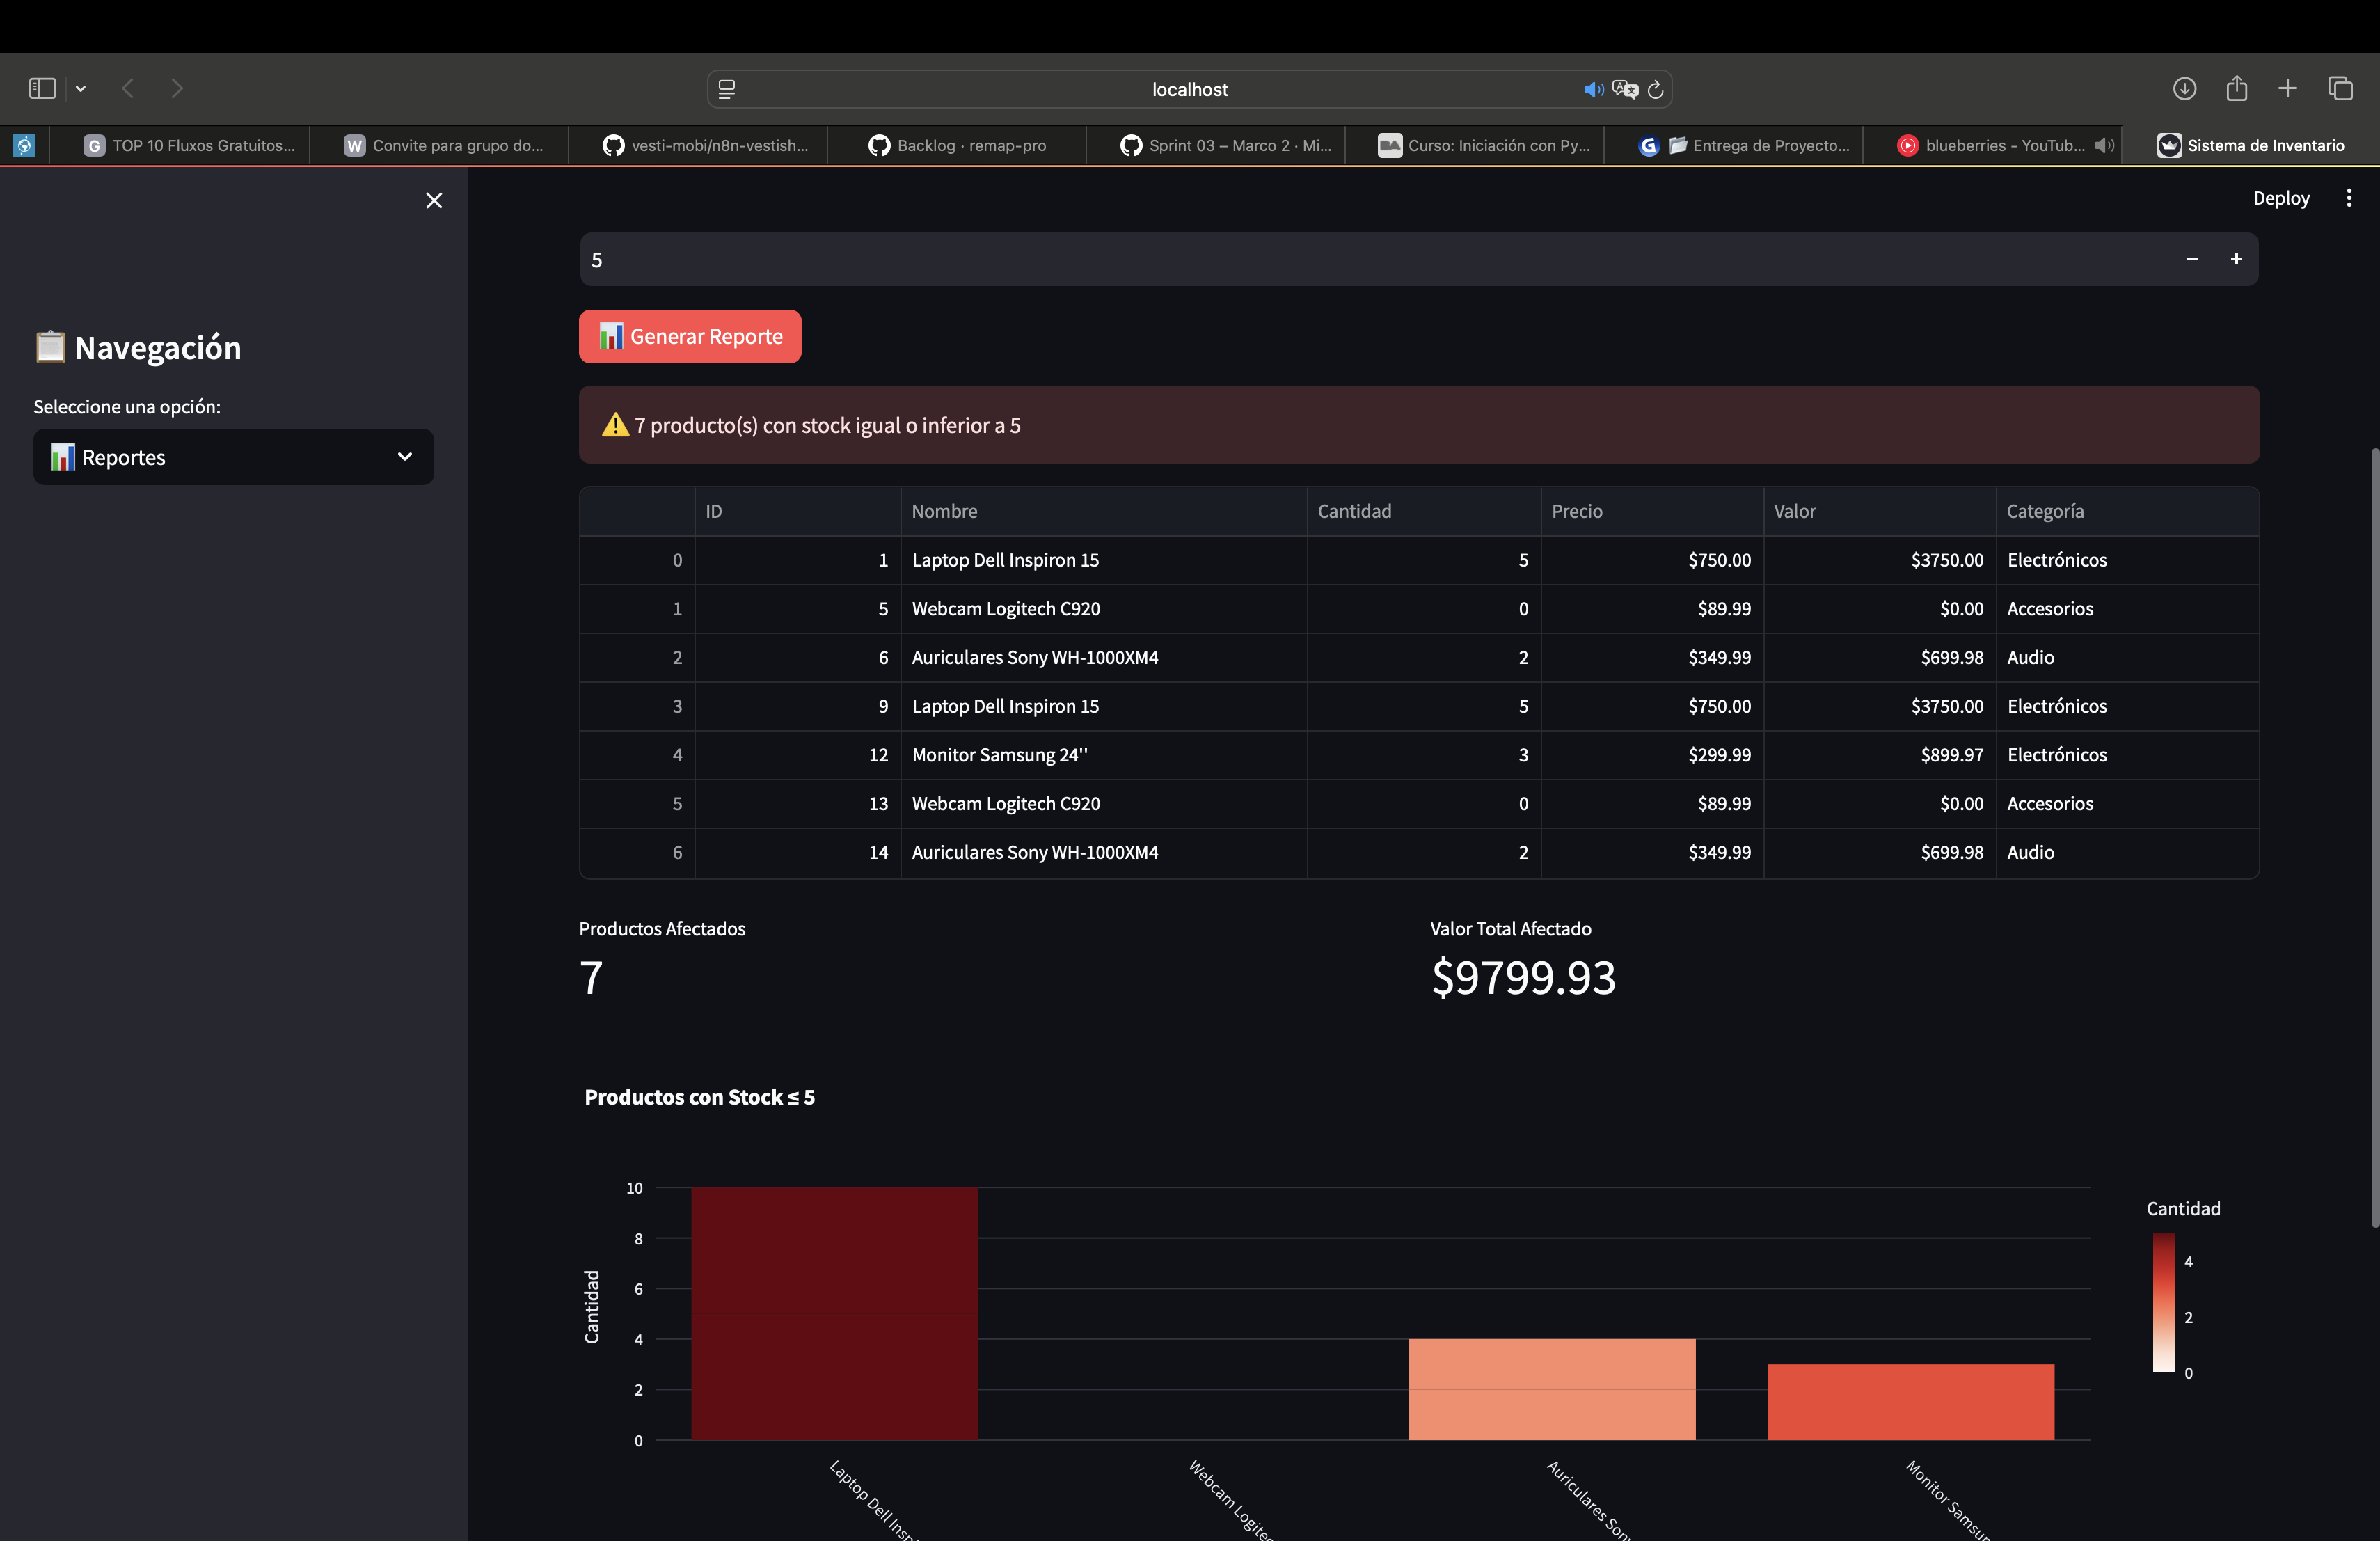 localhost
TOP 10 Fluxos Gratuitos...
Convite para grupo do...
vesti-mobi/n8n-vestish...
Backlog · remap-pro
Sprint 03 – Marco 2 · Mi...
Curso: Iniciación con Py...
Entrega de Proyecto...
blueberries - YouTub...
Sistema de Inventario
Deploy
5
Generar Reporte
Navegación
Seleccione una opción:
Reportes
7 producto(s) con stock igual o inferior a 5
ID Nombre Cantidad Precio Valor Categoría
0 1 Laptop Dell Inspiron 15 5 $750.00 $3750.00 Electrónicos
1 5 Webcam Logitech C920 0 $89.99 $0.00 Accesorios
2 6 Auriculares Sony WH-1000XM4 2 $349.99 $699.98 Audio
3 9 Laptop Dell Inspiron 15 5 $750.00 $3750.00 Electrónicos
4 12 Monitor Samsung 24'' 3 $299.99 $899.97 Electrónicos
5 13 Webcam Logitech C920 0 $89.99 $0.00 Accesorios
6 14 Auriculares Sony WH-1000XM4 2 $349.99 $699.98 Audio
Productos Afectados
7
Valor Total Afectado
$9799.93
Productos con Stock ≤ 5
Cantidad
10
8
6
4
2
0
Cantidad
4
2
0
Laptop Dell
Webcam
Auriculares
Monitor